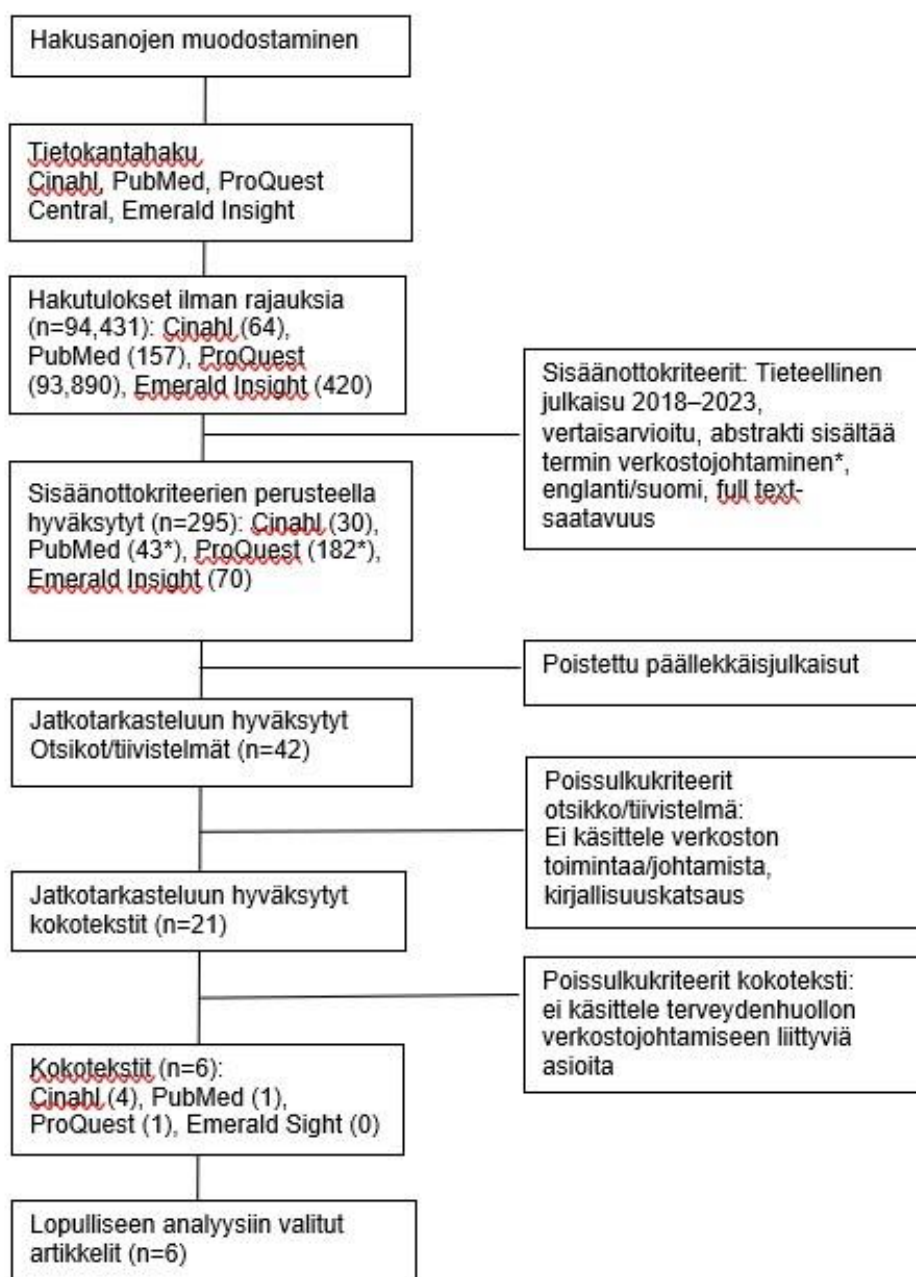 Hakusanojen muodostaminen
Tietokantahaku
Cinahl, PubMed, ProQuest
Central, Emerald Insight
Hakutulokset ilman rajauksia
(n=94,431): Cinahl (64),
PubMed (157), ProQuest
(93,890), Emerald Insight (420)
Sisäänottokriteerit: Tieteellinen
julkaisu 2018–2023,
vertaisarvioitu, abstrakti sisältää
termin verkostojohtaminen*,
englanti/suomi, full text-
saatavuus
Sisäänottokriteerien perusteella
hyväksytyt (n=295): Cinahl (30),
PubMed (43*), ProQuest (182*),
Emerald Insight (70)
Poistettu päällekkäisjulkaisut
Jatkotarkasteluun hyväksytyt
Otsikot/tiivistelmät (n=42)
Poissulkukriteerit
otsikko/tiivistelmä:
Ei käsittele verkoston
toimintaa/johtamista,
kirjallisuuskatsaus
Jatkotarkasteluun hyväksytyt
kokotekstit (n=21)
Poissulkukriteerit kokoteksti:
ei käsittele terveydenhuollon
verkostojohtamiseen liittyviä
asioita
Kokotekstit (n=6):
Cinahl (4), PubMed (1),
ProQuest (1), Emerald Sight (0)
Lopulliseen analyysiin valitut
artikkelit (n=6)